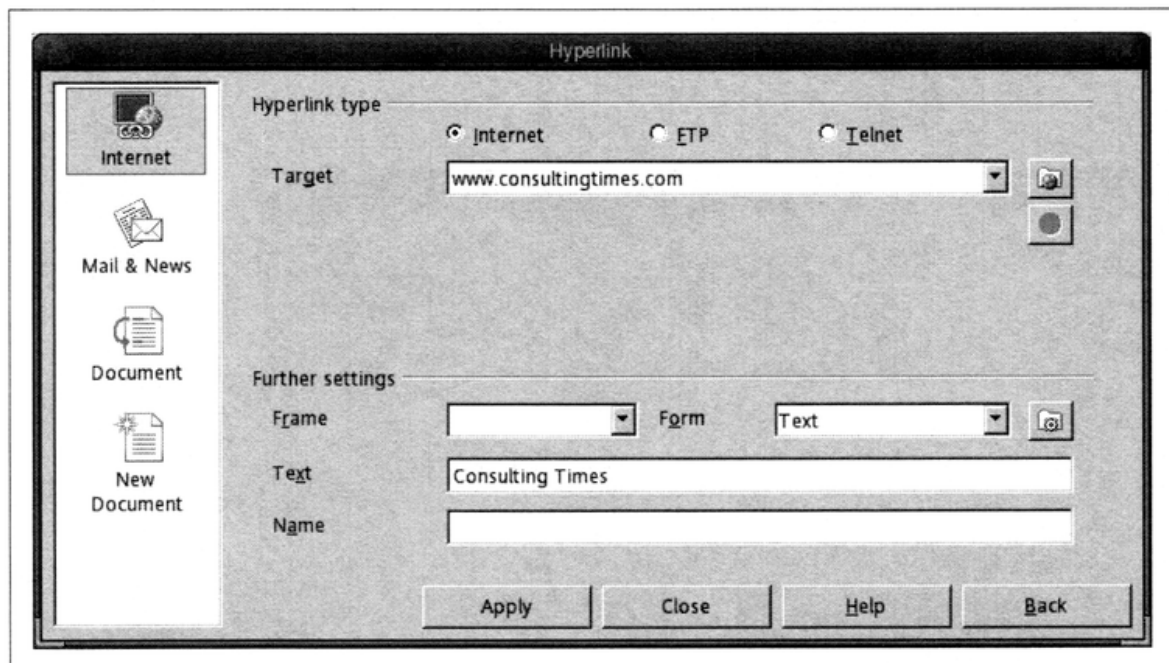 Hyperlink
Internet
Mail & News
Document
New
Document
Hyperlink type
Internet FTP Telnet
Target www.consultingtimes.com
Further settings
Frame Form Text
Text Consulting Times
Name
Apply Close Help Back